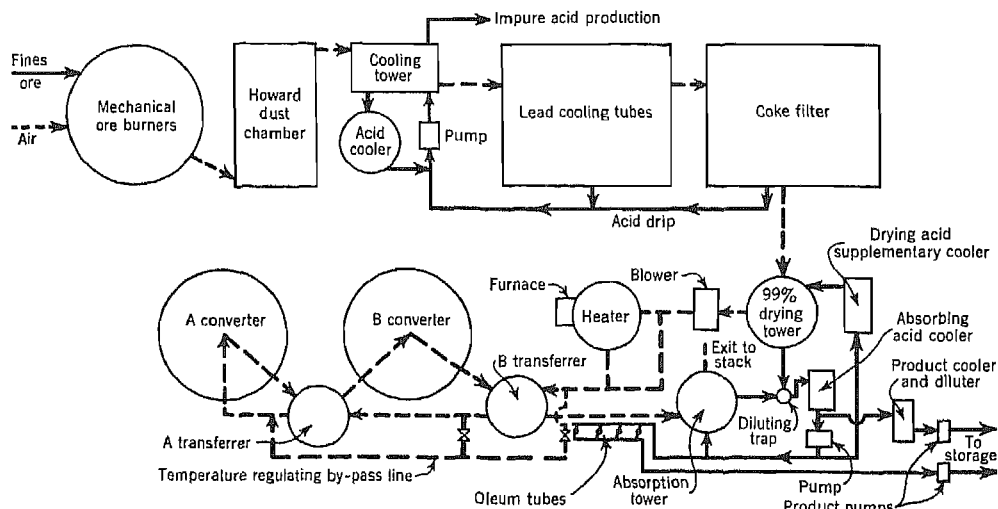 Impure acid production
Fines
ore
Air
Mechanical
ore burners
Howard
dust
chamber
Cooling
tower
Acid
cooler
Pump
Lead cooling tubes
Coke filter
Acid drip
Drying acid
supplementary cooler
Furnace
Blower
99%
drying
tower
Absorbing
acid cooler
A converter
B converter
Heater
B transferrer
Exit to
stack
Product cooler
and diluter
Diluting
trap
A transferrer
To
storage
Temperature regulating by-pass line
Oleum tubes
Absorption
tower
Pump
Product pumps